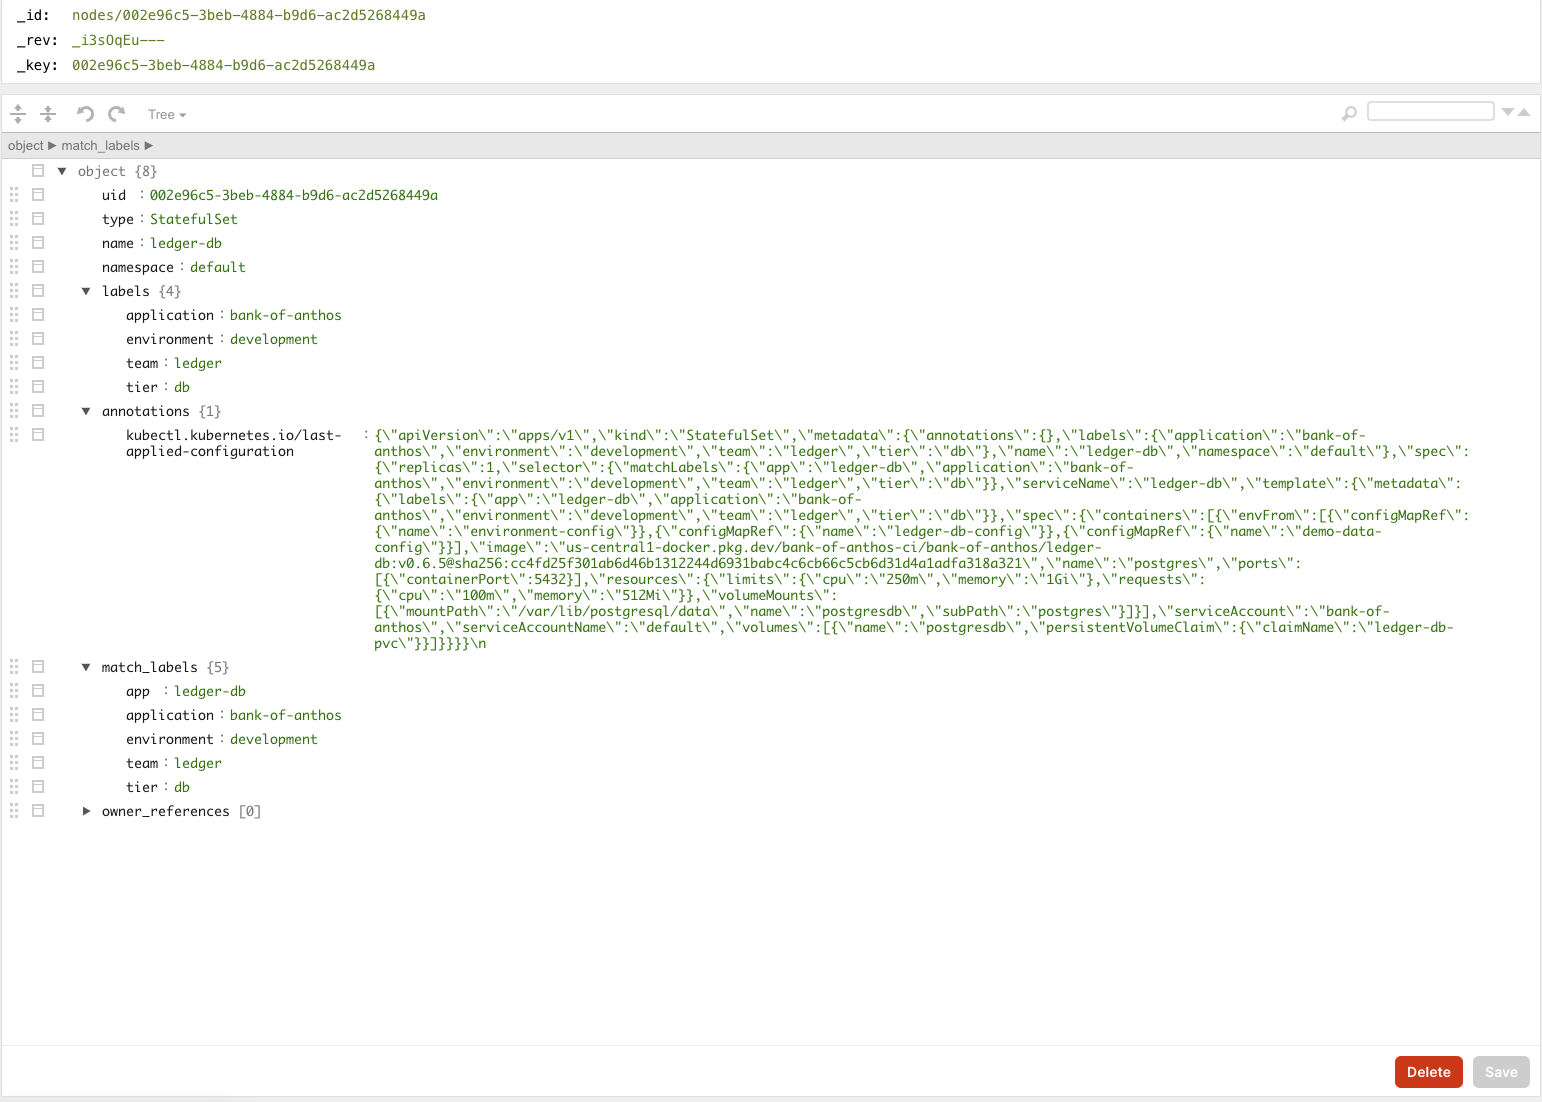 _id: nodes/002e96c5-3beb-4884-b9d6-ac2d5268449a
_rev: _i3sOqEu---
_key: 002e96c5-3beb-4884-b9d6-ac2d5268449a
Tree
object ► match_labels ►
object {8}
uid : 002e96c5-3beb-4884-b9d6-ac2d5268449a
type : StatefulSet
name : ledger-db
namespace : default
labels {4}
application : bank-of-anthos
environment : development
team : ledger
tier : db
annotations {1}
kubectl.kubernetes.io/last-applied-configuration : {\"apiVersion\":\"apps/v1\",\"kind\":\"StatefulSet\",\"metadata\":{\"annotations\":{},\"labels\":{\"application\":\"bank-of-
anthos\",\"environment\":\"development\",\"team\":\"ledger\",\"tier\":\"db\"},\"name\":\"ledger-db\",\"namespace\":\"default\"},\"spec\":
{\"replicas\":1,\"selector\":{\"matchLabels\":{\"app\":\"ledger-db\",\"application\":\"bank-of-
anthos\",\"environment\":\"development\",\"team\":\"ledger\",\"tier\":\"db\"}},\"serviceName\":\"ledger-db\",\"template\":{\"metadata\":
{\"labels\":{\"app\":\"ledger-db\",\"application\":\"bank-of-
anthos\",\"environment\":\"development\",\"team\":\"ledger\",\"tier\":\"db\"}},\"spec\":{\"containers\":[{\"envFrom\":[{\"configMapRef\":
{\"name\":\"environment-config\"}},{\"configMapRef\":{\"name\":\"ledger-db-config\"}},{\"configMapRef\":{\"name\":\"demo-data-
config\"}}],\"image\":\"us-central1-docker.pkg.dev/bank-of-anthos-ci/bank-of-anthos/ledger-
db:v0.6.5@sha256:cc4fd25f301ab6d46b1312244d6931babc4c6cb66c5cb6d31d4a1adfa318a321\",\"name\":\"postgres\",\"ports\":
[{\"containerPort\":5432}],\"resources\":{\"limits\":{\"cpu\":\"250m\",\"memory\":\"1Gi\"},\"requests\":
{\"cpu\":\"100m\",\"memory\":\"512Mi\"}},\"volumeMounts\":
[{\"mountPath\":\"/var/lib/postgresql/data\",\"name\":\"postgresdb\",\"subPath\":\"postgres\"}]}],\"serviceAccount\":\"bank-of-
anthos\",\"serviceAccountName\":\"default\",\"volumes\":[{\"name\":\"postgresdb\",\"persistentVolumeClaim\":{\"claimName\":\"ledger-db-
pvc\"}}]}}}}\n
match_labels {5}
app : ledger-db
application : bank-of-anthos
environment : development
team : ledger
tier : db
owner_references [0]
Delete Save